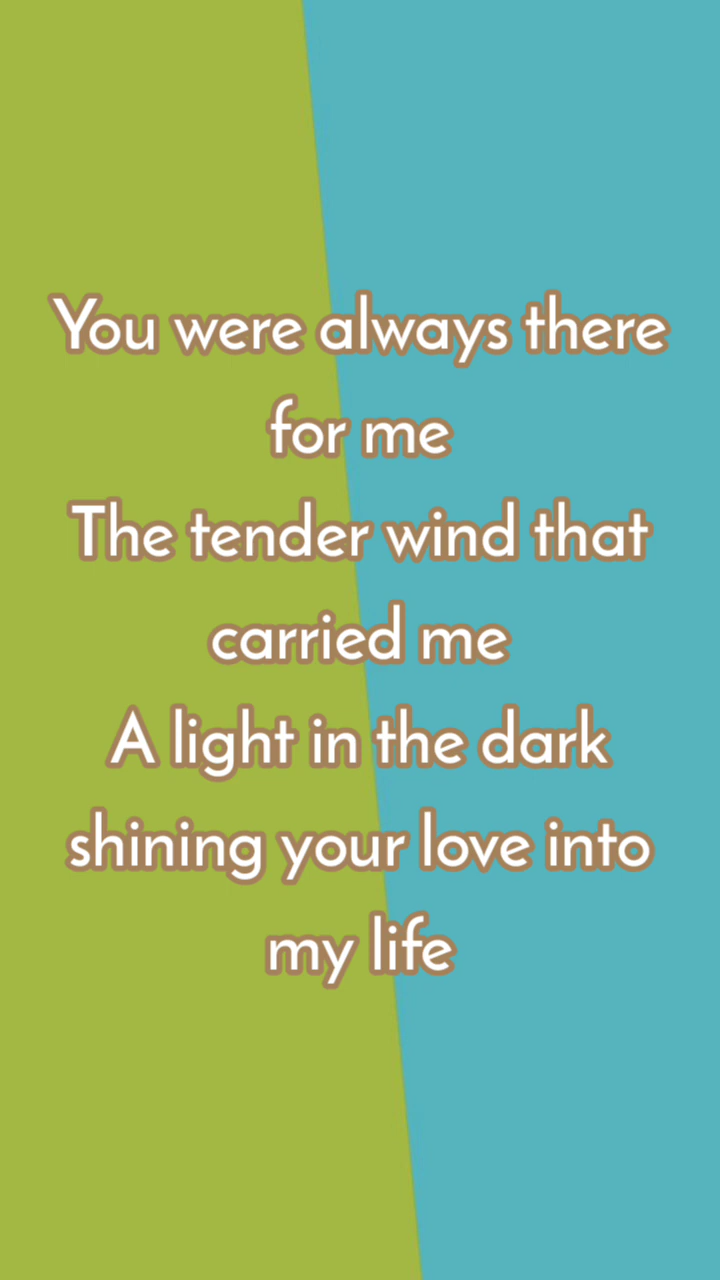 You were always there
for me
The tender wind that
carried me
A light in the dark
shining your love into
my life